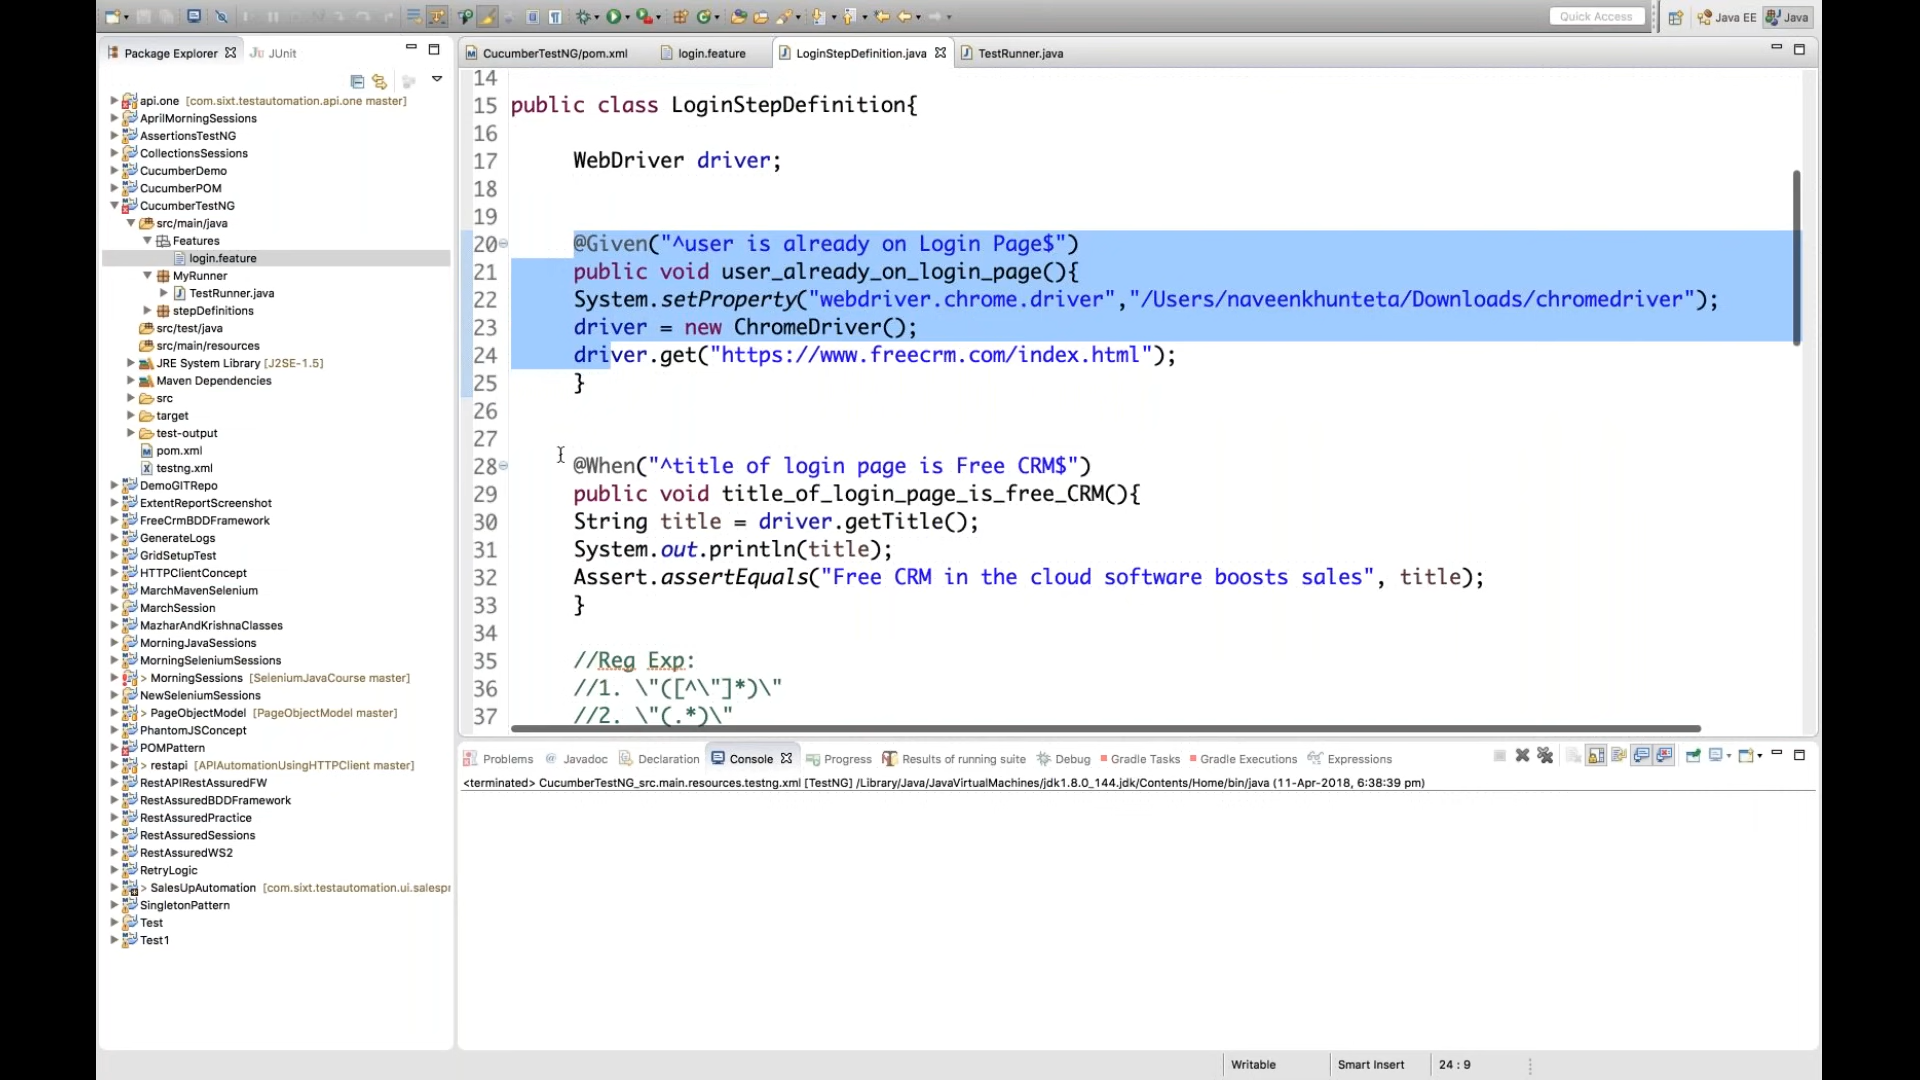 Quick Access
Java EE
Java
Package Explorer
JUnit
CucumberTestNG/pom.xml
login.feature
LoginStepDefinition.java
TestRunner.java
api.one [com.sixt.testautomation.api.one master]
AprilMorningSessions
AssertionsTestNG
CollectionsSessions
CucumberDemo
CucumberPOM
CucumberTestNG
src/main/java
Features
login.feature
MyRunner
TestRunner.java
stepDefinitions
src/test/java
src/main/resources
JRE System Library [J2SE-1.5]
Maven Dependencies
src
target
test-output
pom.xml
testng.xml
DemoGITRepo
ExtentReportScreenshot
FreeCrmBDDFramework
GenerateLogs
GridSetupTest
HTTPClientConcept
MarchMavenSelenium
MarchSession
MazharAndKrishnaClasses
MorningJavaSessions
MorningSeleniumSessions
> MorningSessions [SeleniumJavaCourse master]
NewSeleniumSessions
> PageObjectModel [PageObjectModel master]
PhantomJSConcept
POMPattern
> restapi [APIAutomationUsingHTTPClient master]
RestAPIRestAssuredFW
RestAssuredBDDFramework
RestAssuredPractice
RestAssuredSessions
RestAssuredWS2
RetryLogic
> SalesUpAutomation [com.sixt.testautomation.ui.salespr
SingletonPattern
Test
Test1
14
15 public class LoginStepDefinition{
16
17 WebDriver driver;
18
19
20 @Given("^user is already on Login Page$")
21 public void user_already_on_login_page(){
22 System.setProperty("webdriver.chrome.driver","/Users/naveenkhunteta/Downloads/chromedriver");
23 driver = new ChromeDriver();
24 driver.get("https://www.freecrm.com/index.html");
25 }
26
27
28 @When("^title of login page is Free CRM$")
29 public void title_of_login_page_is_free_CRM(){
30 String title = driver.getTitle();
31 System.out.println(title);
32 Assert.assertEquals("Free CRM in the cloud software boosts sales", title);
33 }
34
35 //Reg Exp:
36 //1. \"([^\"]*)\"
37 //2. \"(.*)\"
Problems
@ Javadoc
Declaration
Console
Progress
Results of running suite
Debug
Gradle Tasks
Gradle Executions
Expressions
<terminated> CucumberTestNG_src.main.resources.testng.xml [TestNG] /Library/Java/JavaVirtualMachines/jdk1.8.0_144.jdk/Contents/Home/bin/java (11-Apr-2018, 6:38:39 pm)
Writable
Smart Insert
24 : 9